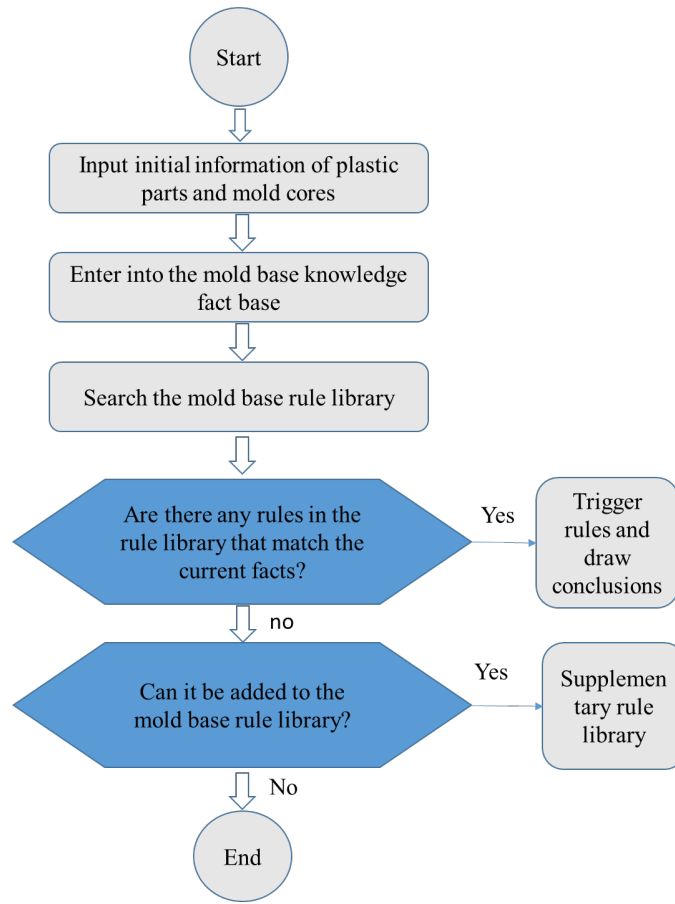 Start
Input initial information of plastic
parts and mold cores
Enter into the mold base knowledge
fact base
Search the mold base rule library
Are there any rules in the
rule library that match the
current facts?
Yes
Trigger
rules and
draw
conclusions
no
Can it be added to the
mold base rule library?
Yes
Supplemen
tary rule
library
No
End